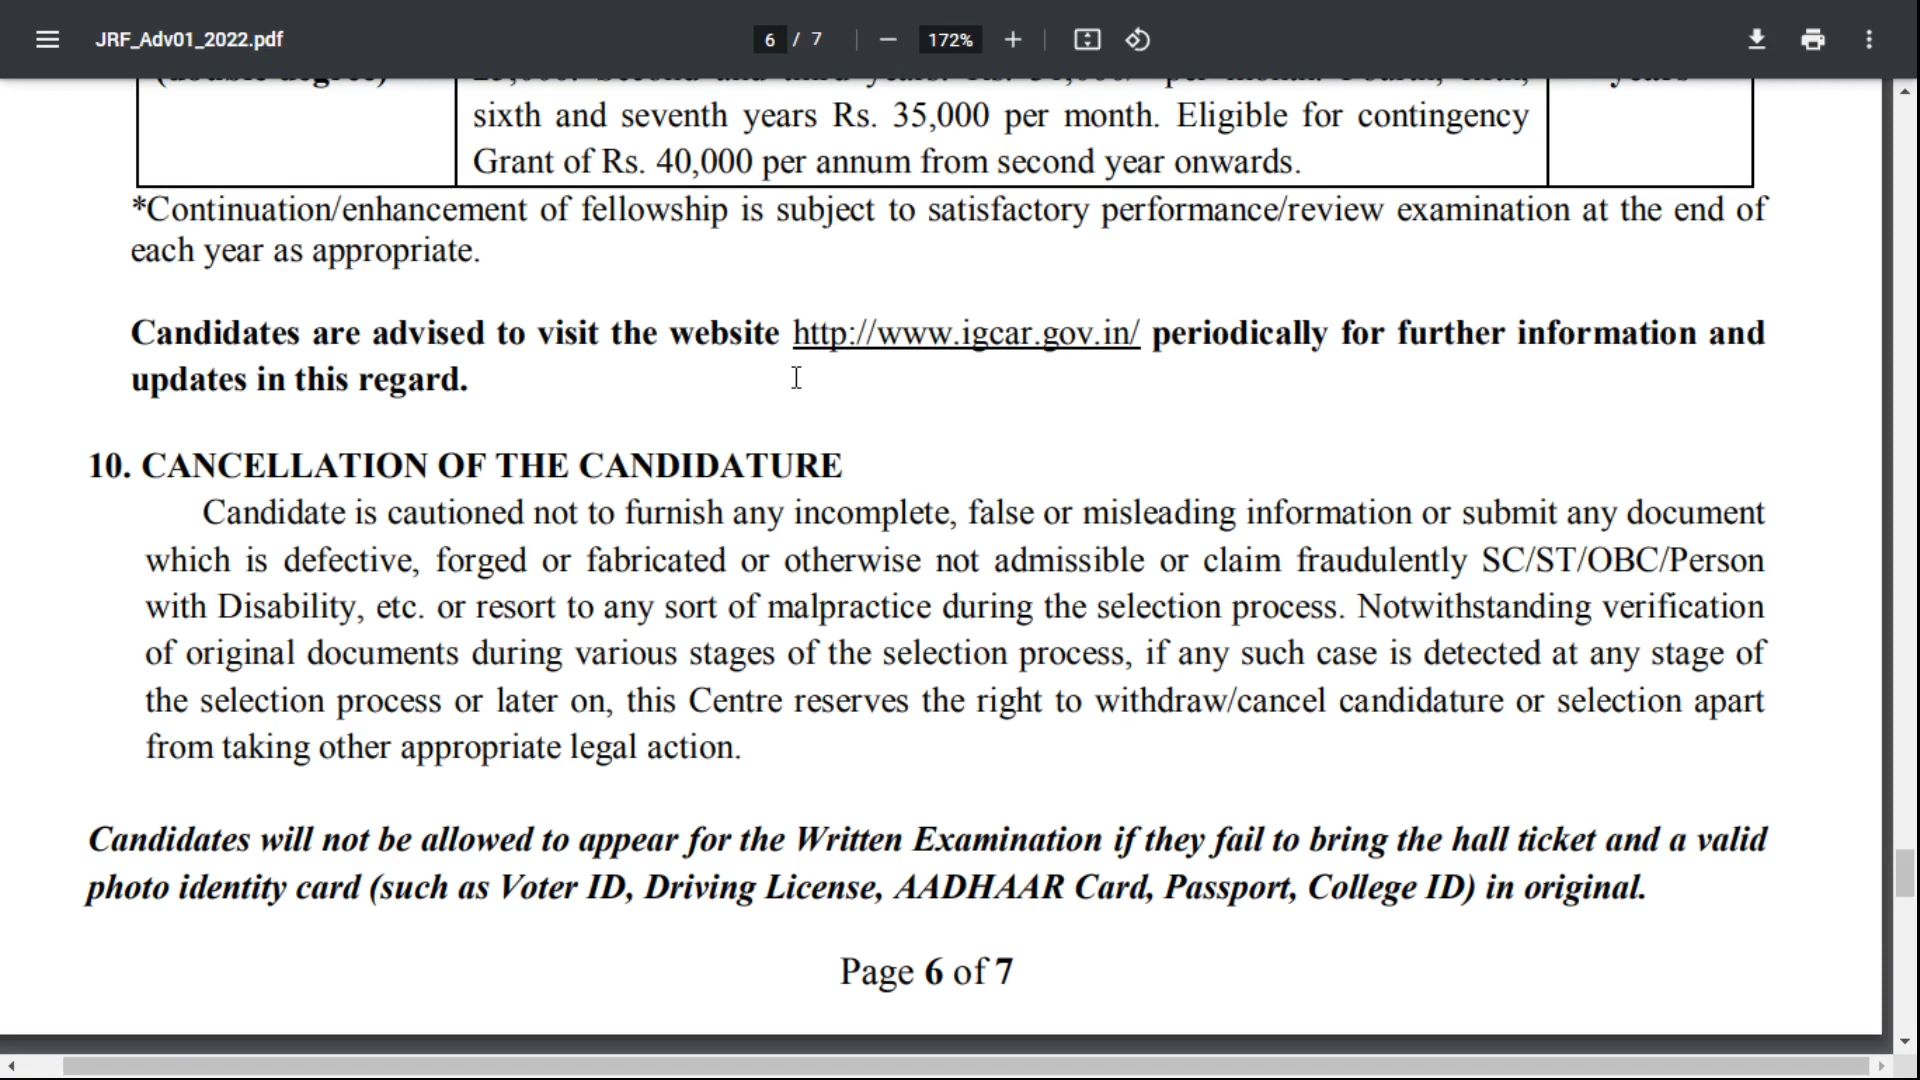 JRF_Adv01_2022.pdf
6 / 7
172%
(double degree)
sixth and seventh years Rs. 35,000 per month. Eligible for contingency
Grant of Rs. 40,000 per annum from second year onwards.
*Continuation/enhancement of fellowship is subject to satisfactory performance/review examination at the end of
each year as appropriate.
Candidates are advised to visit the website http://www.igcar.gov.in/ periodically for further information and
updates in this regard.
10. CANCELLATION OF THE CANDIDATURE
Candidate is cautioned not to furnish any incomplete, false or misleading information or submit any document
which is defective, forged or fabricated or otherwise not admissible or claim fraudulently SC/ST/OBC/Person
with Disability, etc. or resort to any sort of malpractice during the selection process. Notwithstanding verification
of original documents during various stages of the selection process, if any such case is detected at any stage of
the selection process or later on, this Centre reserves the right to withdraw/cancel candidature or selection apart
from taking other appropriate legal action.
Candidates will not be allowed to appear for the Written Examination if they fail to bring the hall ticket and a valid
photo identity card (such as Voter ID, Driving License, AADHAAR Card, Passport, College ID) in original.
Page 6 of 7